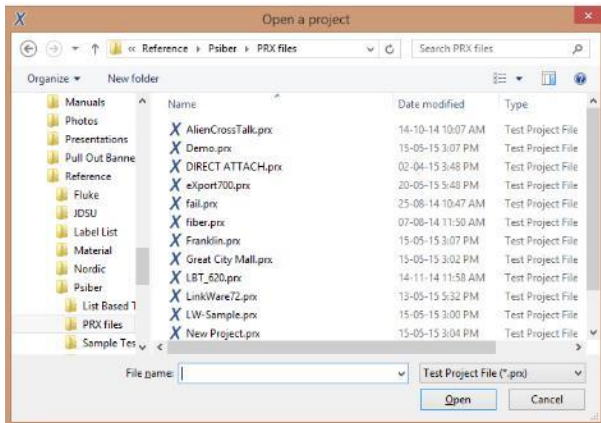 Open a project
« Reference Psiber PRX files
Search PRX files
Organize New folder
Manuals
Photos
Presentations
Pull Out Banne
Reference
Fluke
JDSU
Label List
Material
Nordic
Psiber
List Based T
PRX files
Sample Tes
Name Date modified Type
AlienCrossTalk.prx 14-10-14 10:07 AM Test Project File
Demo.prx 15-05-15 3:07 PM Test Project File
DIRECT ATTACH.prx 02-04-15 3:48 PM Test Project File
eXport700.prx 20-05-15 5:48 PM Test Project File
fail.prx 25-08-14 10:47 AM Test Project File
fiber.prx 07-08-14 11:50 AM Test Project File
Franklin.prx 15-05-15 3:07 PM Test Project File
Great City Mall.prx 15-05-15 3:02 PM Test Project File
LBT_620.prx 14-11-14 11:58 AM Test Project File
LinkWare72.prx 13-05-15 5:32 PM Test Project File
LW-Sample.prx 15-05-15 3:00 PM Test Project File
New Project.prx 15-05-15 3:04 PM Test Project File
File name: Test Project File (*.prx)
Open Cancel